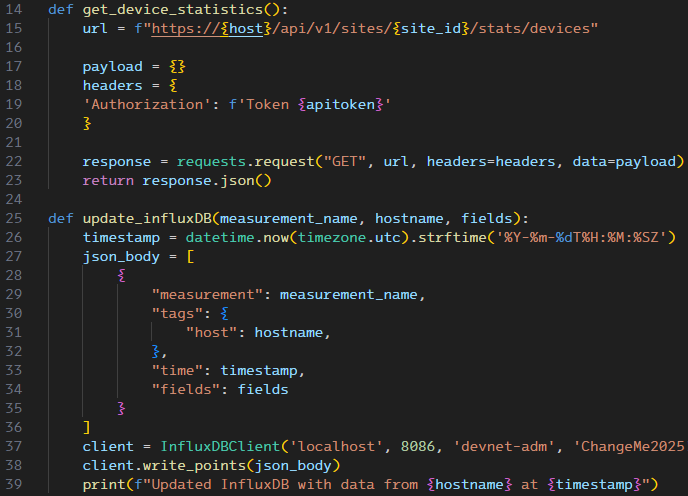 14 def get_device_statistics():
15     url = f"https://{host}/api/v1/sites/{site_id}/stats/devices"
16
17     payload = {}
18     headers = {
19     'Authorization': f'Token {apitoken}'
20     }
21
22     response = requests.request("GET", url, headers=headers, data=payload)
23     return response.json()
24
25 def update_influxDB(measurement_name, hostname, fields):
26     timestamp = datetime.now(timezone.utc).strftime('%Y-%m-%dT%H:%M:%SZ')
27     json_body = [
28         {
29             "measurement": measurement_name,
30             "tags": {
31                 "host": hostname,
32             },
33             "time": timestamp,
34             "fields": fields
35         }
36     ]
37     client = InfluxDBClient('localhost', 8086, 'devnet-adm', 'ChangeMe2025
38     client.write_points(json_body)
39     print(f"Updated InfluxDB with data from {hostname} at {timestamp}")